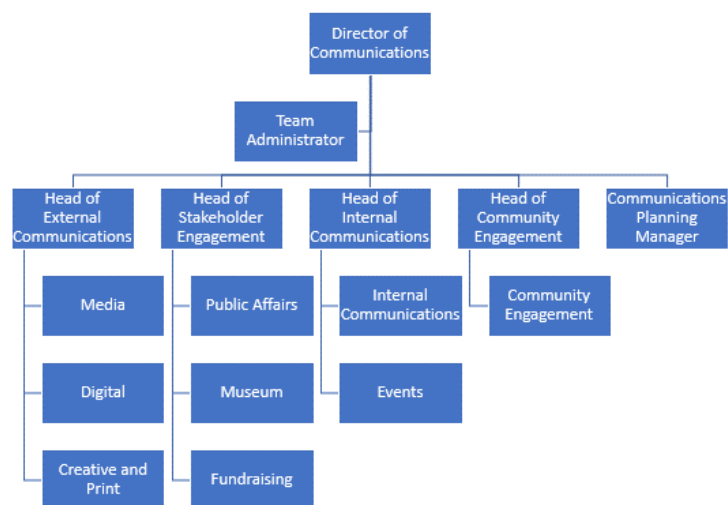 Director of
Communications
Team
Administrator
Head of
External
Communications
Head of
Stakeholder
Engagement
Head of
Internal
Communications
Head of
Community
Engagement
Communications
Planning
Manager
Media
Public Affairs
Internal
Communications
Community
Engagement
Digital
Museum
Events
Creative and
Print
Fundraising